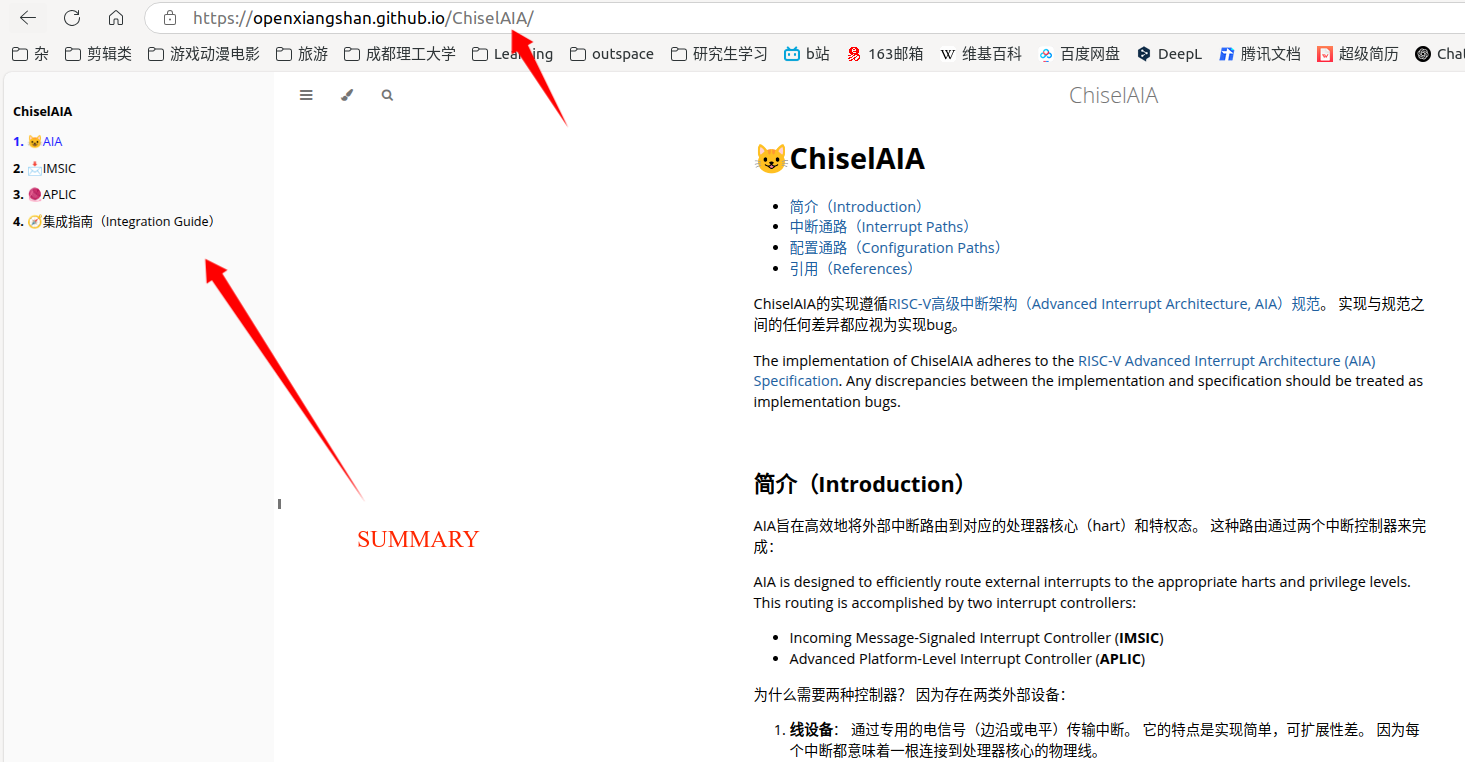 https://openxiangshan.github.io/ChiselAIA/
杂 剪辑类 游戏动漫电影 旅游 成都理工大学 outspace 研究生学习 b站 163邮箱 W 维基百科 百度网盘 DeepL 腾讯文档 超级简历
ChiselAIA
ChiselAIA
1. 😺AIA
2. 📩IMSIC
3. 🧶APLIC
4. 🧭集成指南（Integration Guide）
😺ChiselAIA
• 简介（Introduction）
• 中断通路（Interrupt Paths）
• 配置通路（Configuration Paths）
• 引用（References）
ChiselAIA的实现遵循RISC-V高级中断架构（Advanced Interrupt Architecture, AIA）规范。 实现与规范之
间的任何差异都应视为实现bug。
The implementation of ChiselAIA adheres to the RISC-V Advanced Interrupt Architecture (AIA)
Specification. Any discrepancies between the implementation and specification should be treated as
implementation bugs.
简介（Introduction）
SUMMARY
AIA旨在高效地将外部中断路由到对应的处理器核心（hart）和特权态。 这种路由通过两个中断控制器来完
成：
AIA is designed to efficiently route external interrupts to the appropriate harts and privilege levels.
This routing is accomplished by two interrupt controllers:
• Incoming Message-Signaled Interrupt Controller (IMSIC)
• Advanced Platform-Level Interrupt Controller (APLIC)
为什么需要两种控制器？ 因为存在两类外部设备：
1. 线设备： 通过专用的电信号（边沿或电平）传输中断。 它的特点是实现简单，可扩展性差。 因为每
个中断都意味着一根连接到处理器核心的物理线。